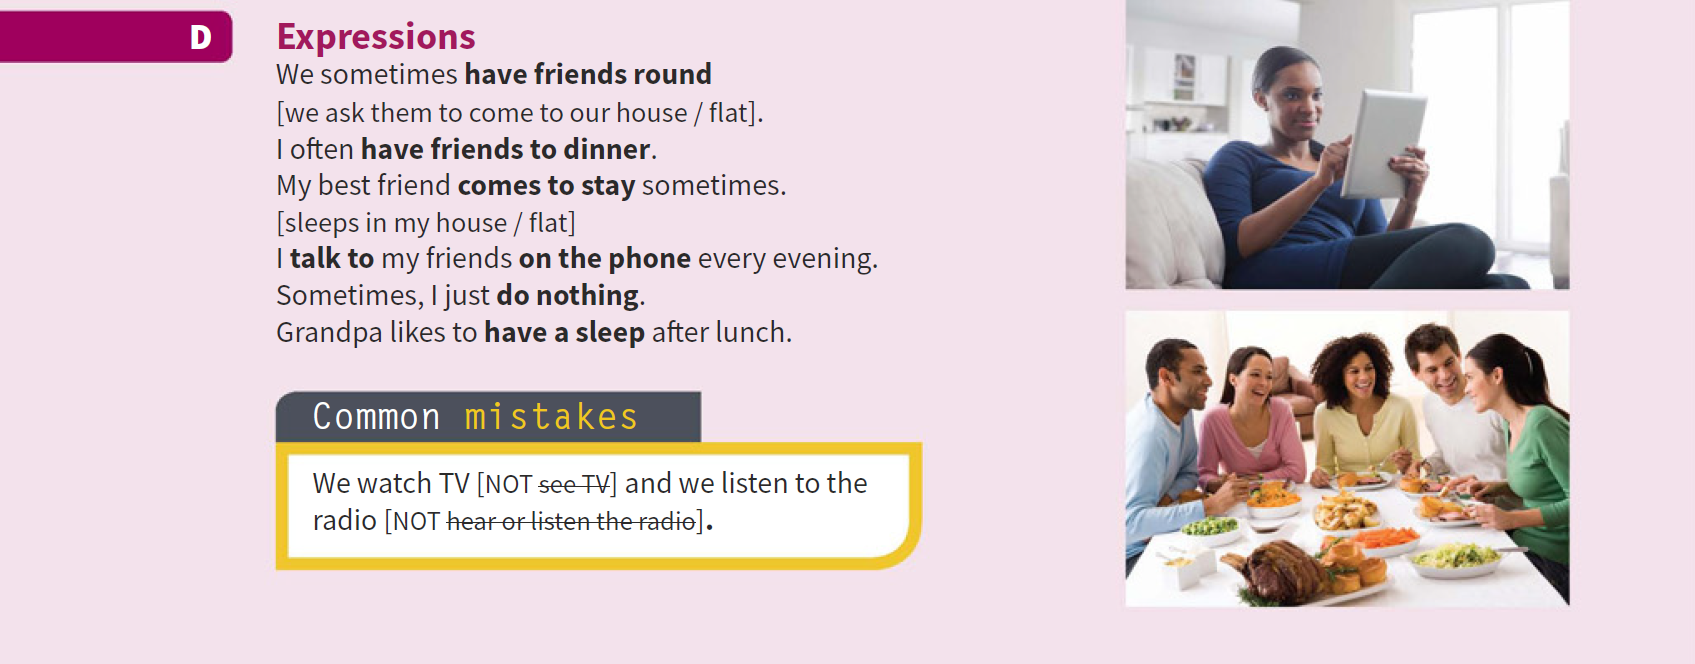 D
Expressions
We sometimes have friends round
[we ask them to come to our house / flat].
I often have friends to dinner.
My best friend comes to stay sometimes.
[sleeps in my house / flat]
I talk to my friends on the phone every evening.
Sometimes, I just do nothing.
Grandpa likes to have a sleep after lunch.
Common mistakes
We watch TV [NOT see TV] and we listen to the
radio [NOT hear or listen the radio].